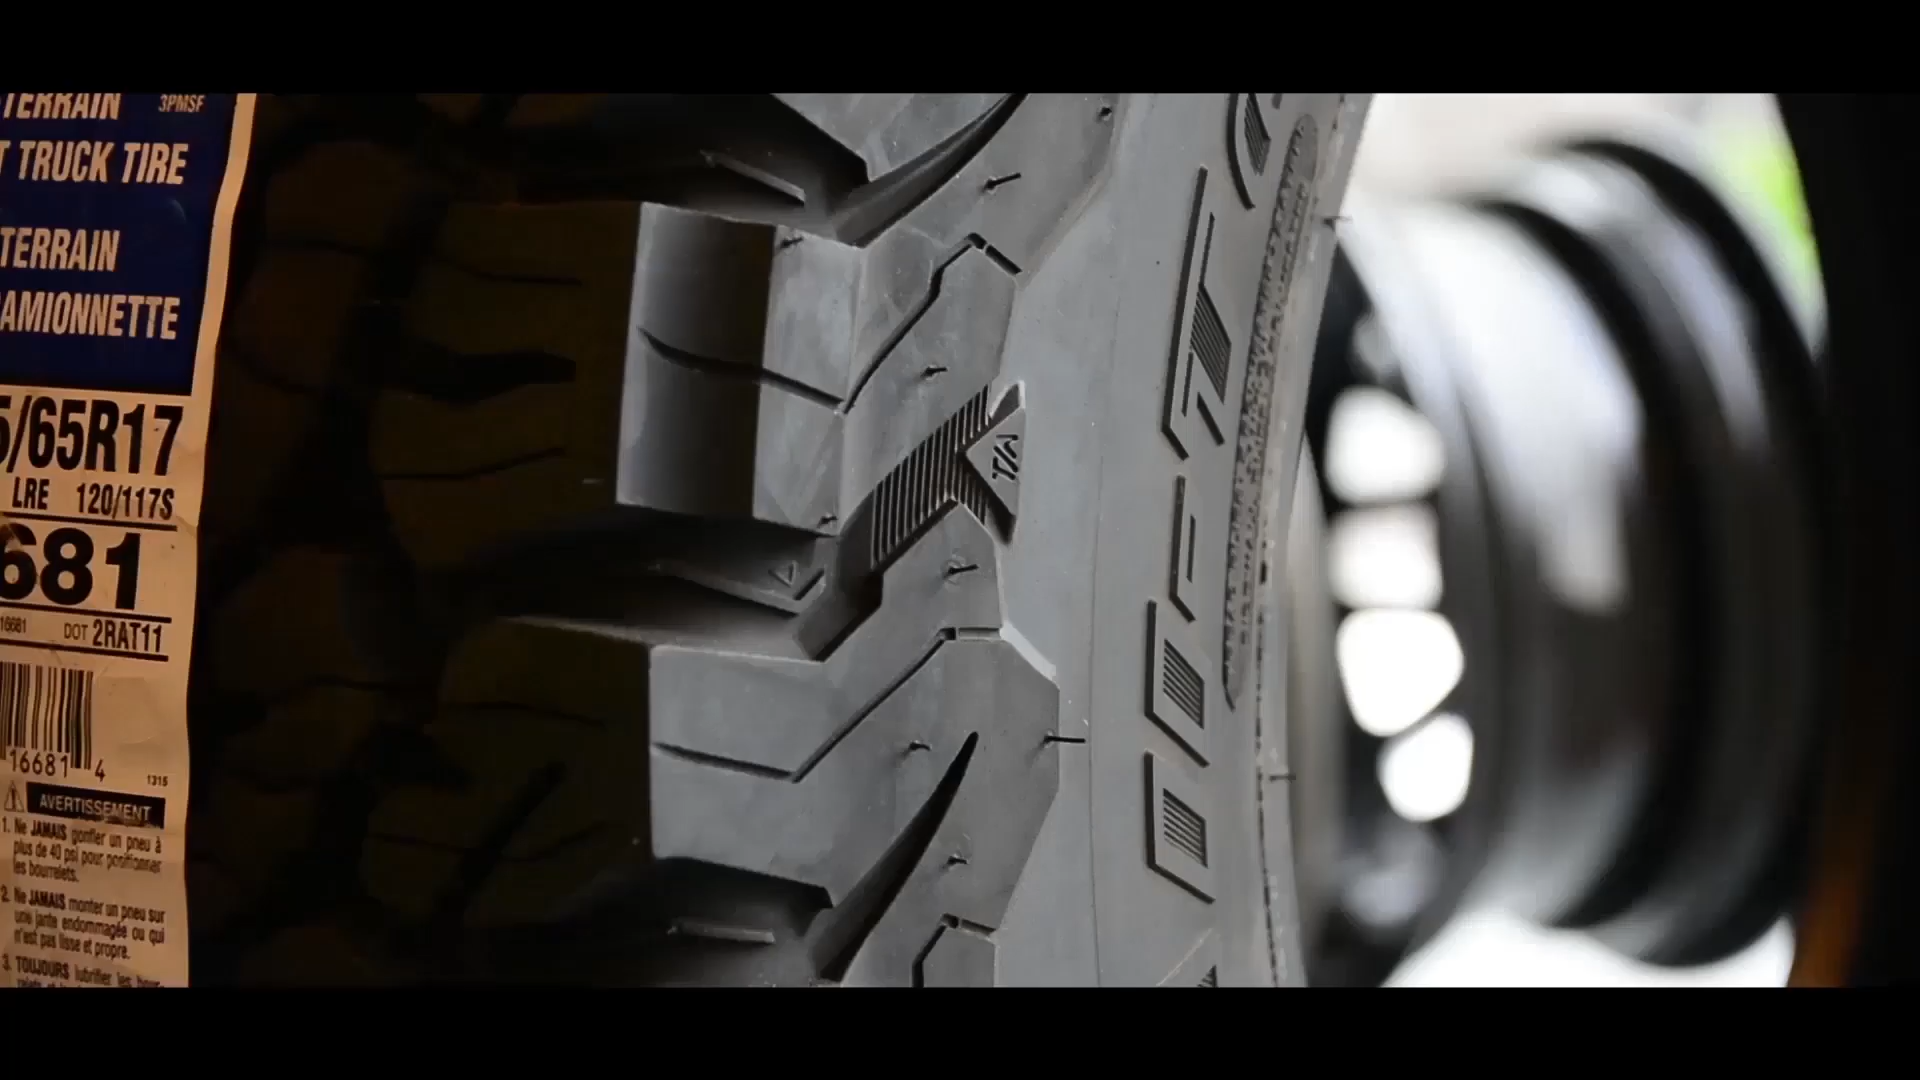 TERRAIN 3PMSF
T TRUCK TIRE
TERRAIN
AMIONNETTE
5/65R17
LRE 120/117S
681
16681 DOT 2RAT11
16681 4 1315
AVERTISSEMENT
1. Ne JAMAIS gonfler un pneu à
plus de 40 psi pour positionner
les bourrelets.
2. Ne JAMAIS monter un pneu sur
une jante endommagée ou qui
n'est pas lisse et propre.
3. TOUJOURS lubrifier les bour-
T/A